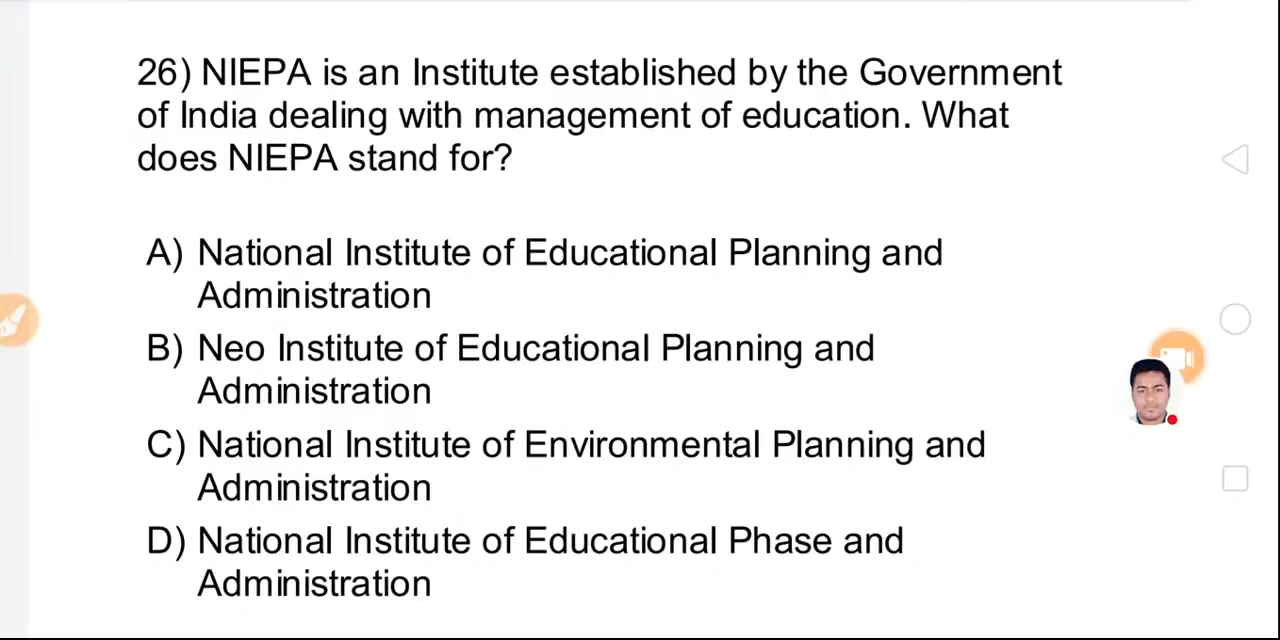 26) NIEPA is an Institute established by the Government
of India dealing with management of education. What
does NIEPA stand for?
A) National Institute of Educational Planning and
Administration
B) Neo Institute of Educational Planning and
Administration
C) National Institute of Environmental Planning and
Administration
D) National Institute of Educational Phase and
Administration